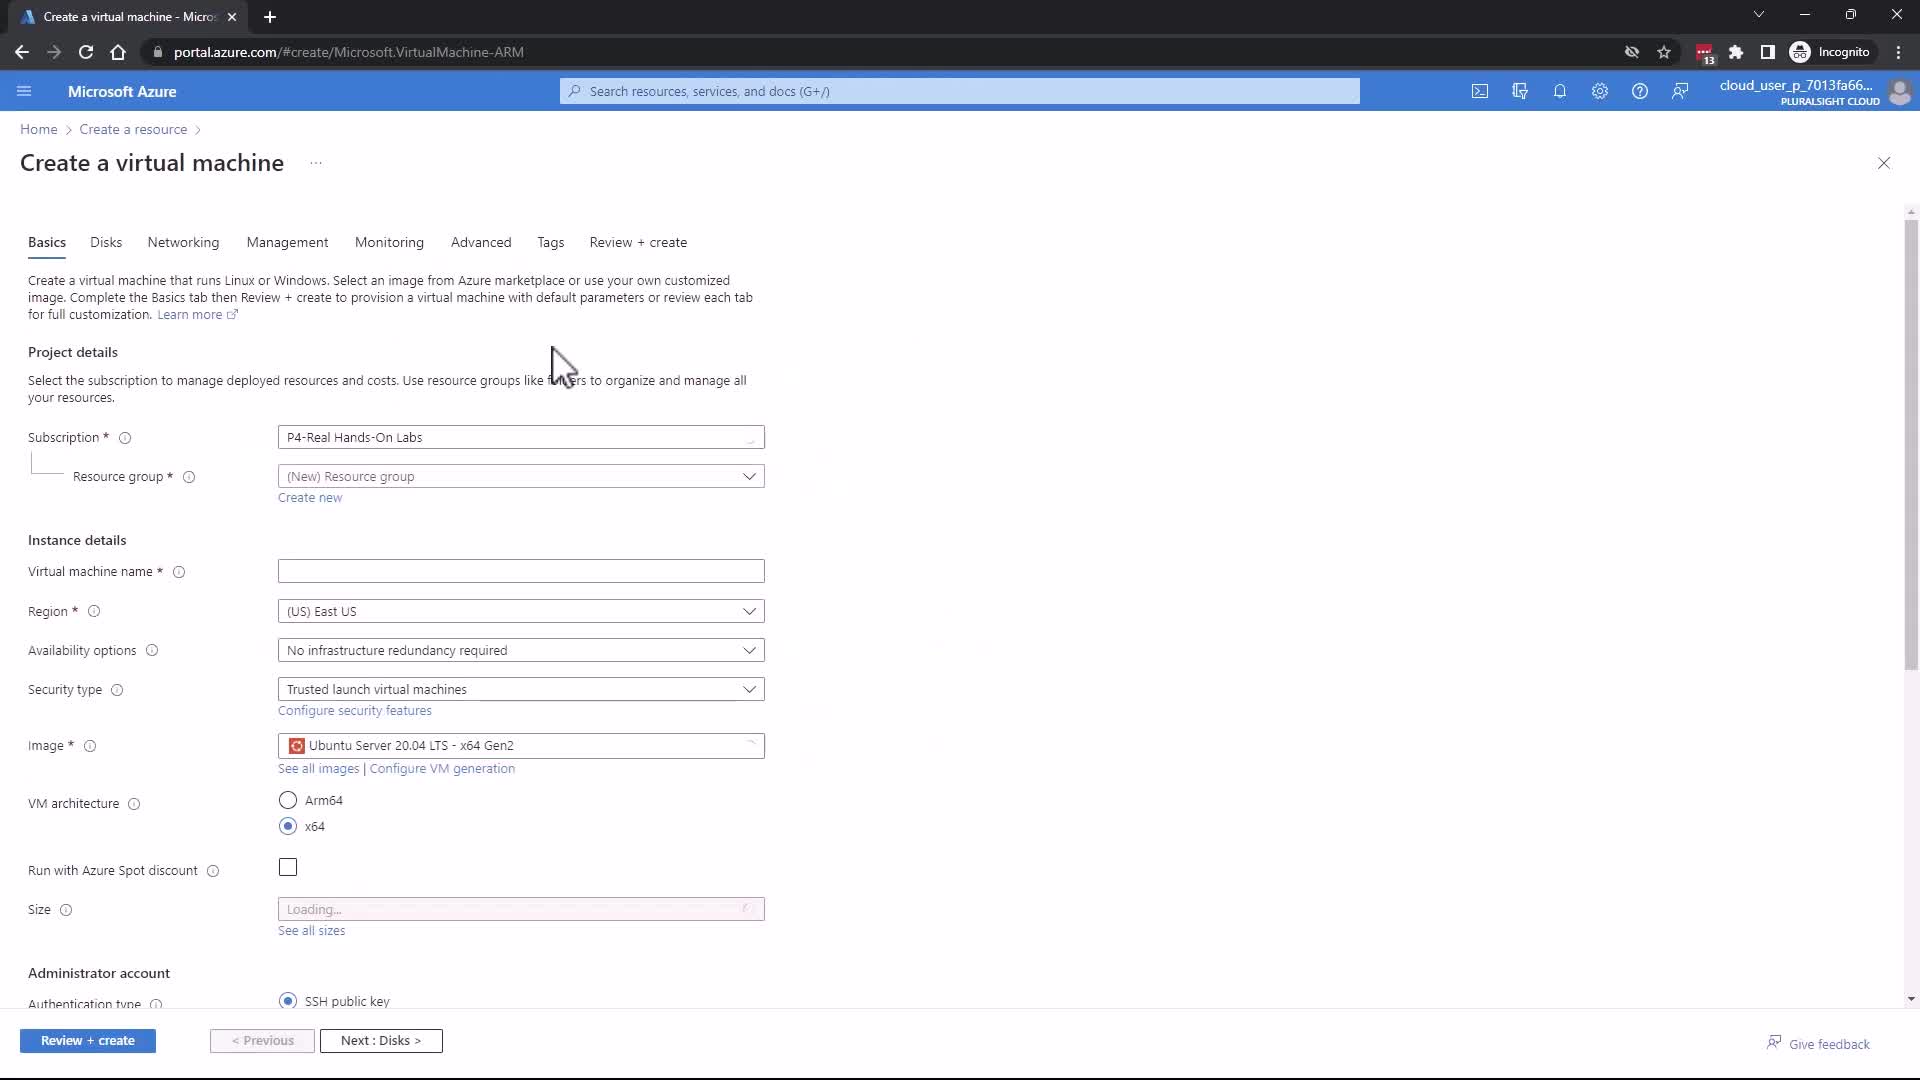 Create a virtual machine - Micros
portal.azure.com/#create/Microsoft.VirtualMachine-ARM
13
Incognito
Microsoft Azure
Search resources, services, and docs (G+/)
cloud_user_p_7013fa66...
PLURALSIGHT CLOUD
Home > Create a resource >
Create a virtual machine ...
Basics Disks Networking Management Monitoring Advanced Tags Review + create
Create a virtual machine that runs Linux or Windows. Select an image from Azure marketplace or use your own customized
image. Complete the Basics tab then Review + create to provision a virtual machine with default parameters or review each tab
for full customization. Learn more
Project details
Select the subscription to manage deployed resources and costs. Use resource groups like folders to organize and manage all
your resources.
Subscription * P4-Real Hands-On Labs
Resource group * (New) Resource group
Create new
Instance details
Virtual machine name *
Region * (US) East US
Availability options No infrastructure redundancy required
Security type Trusted launch virtual machines
Configure security features
Image * Ubuntu Server 20.04 LTS - x64 Gen2
See all images | Configure VM generation
VM architecture Arm64
x64
Run with Azure Spot discount
Size Loading...
See all sizes
Administrator account
Authentication type SSH public key
Review + create < Previous Next : Disks >
Give feedback